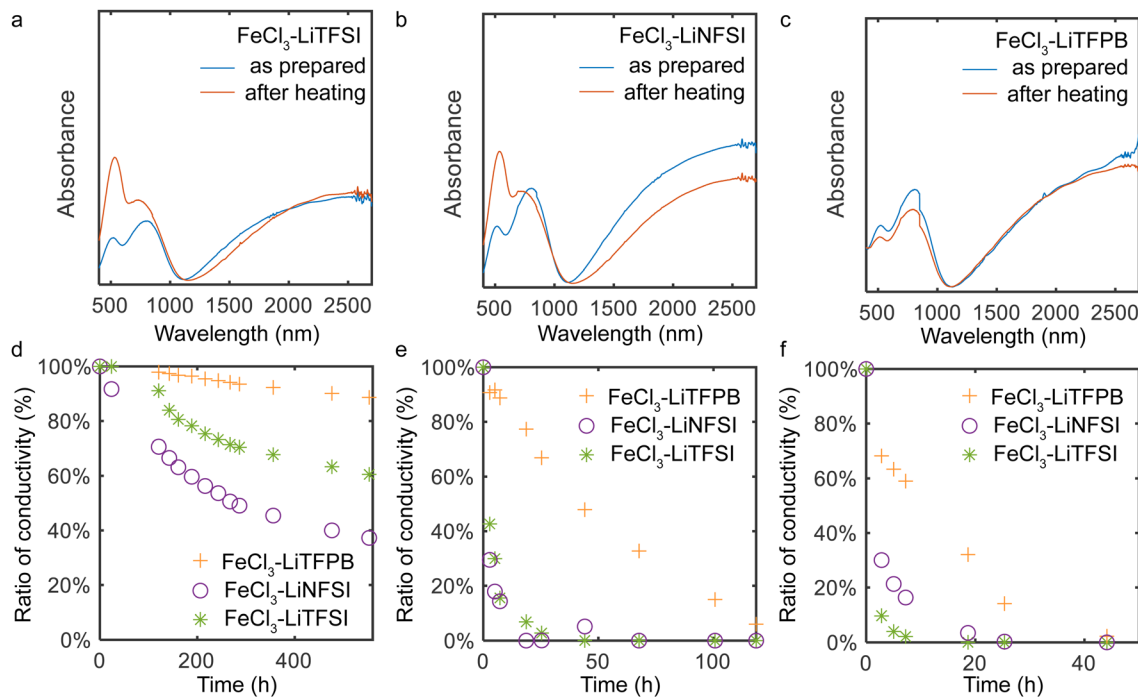 a
FeCl3-LiTFSI
as prepared
after heating
Absorbance
500 1000 1500 2000 2500
Wavelength (nm)
b
FeCl3-LiNFSI
as prepared
after heating
Absorbance
500 1000 1500 2000 2500
Wavelength (nm)
c
FeCl3-LiTFPB
as prepared
after heating
Absorbance
500 1000 1500 2000 2500
Wavelength (nm)
d
100%
80%
60%
40%
20%
0%
Ratio of conductivity (%)
FeCl3-LiTFPB
FeCl3-LiNFSI
FeCl3-LiTFSI
0 200 400
Time (h)
e
100%
80%
60%
40%
20%
0%
Ratio of conductivity (%)
FeCl3-LiTFPB
FeCl3-LiNFSI
FeCl3-LiTFSI
0 50 100
Time (h)
f
100%
80%
60%
40%
20%
0%
Ratio of conductivity (%)
FeCl3-LiTFPB
FeCl3-LiNFSI
FeCl3-LiTFSI
0 20 40
Time (h)